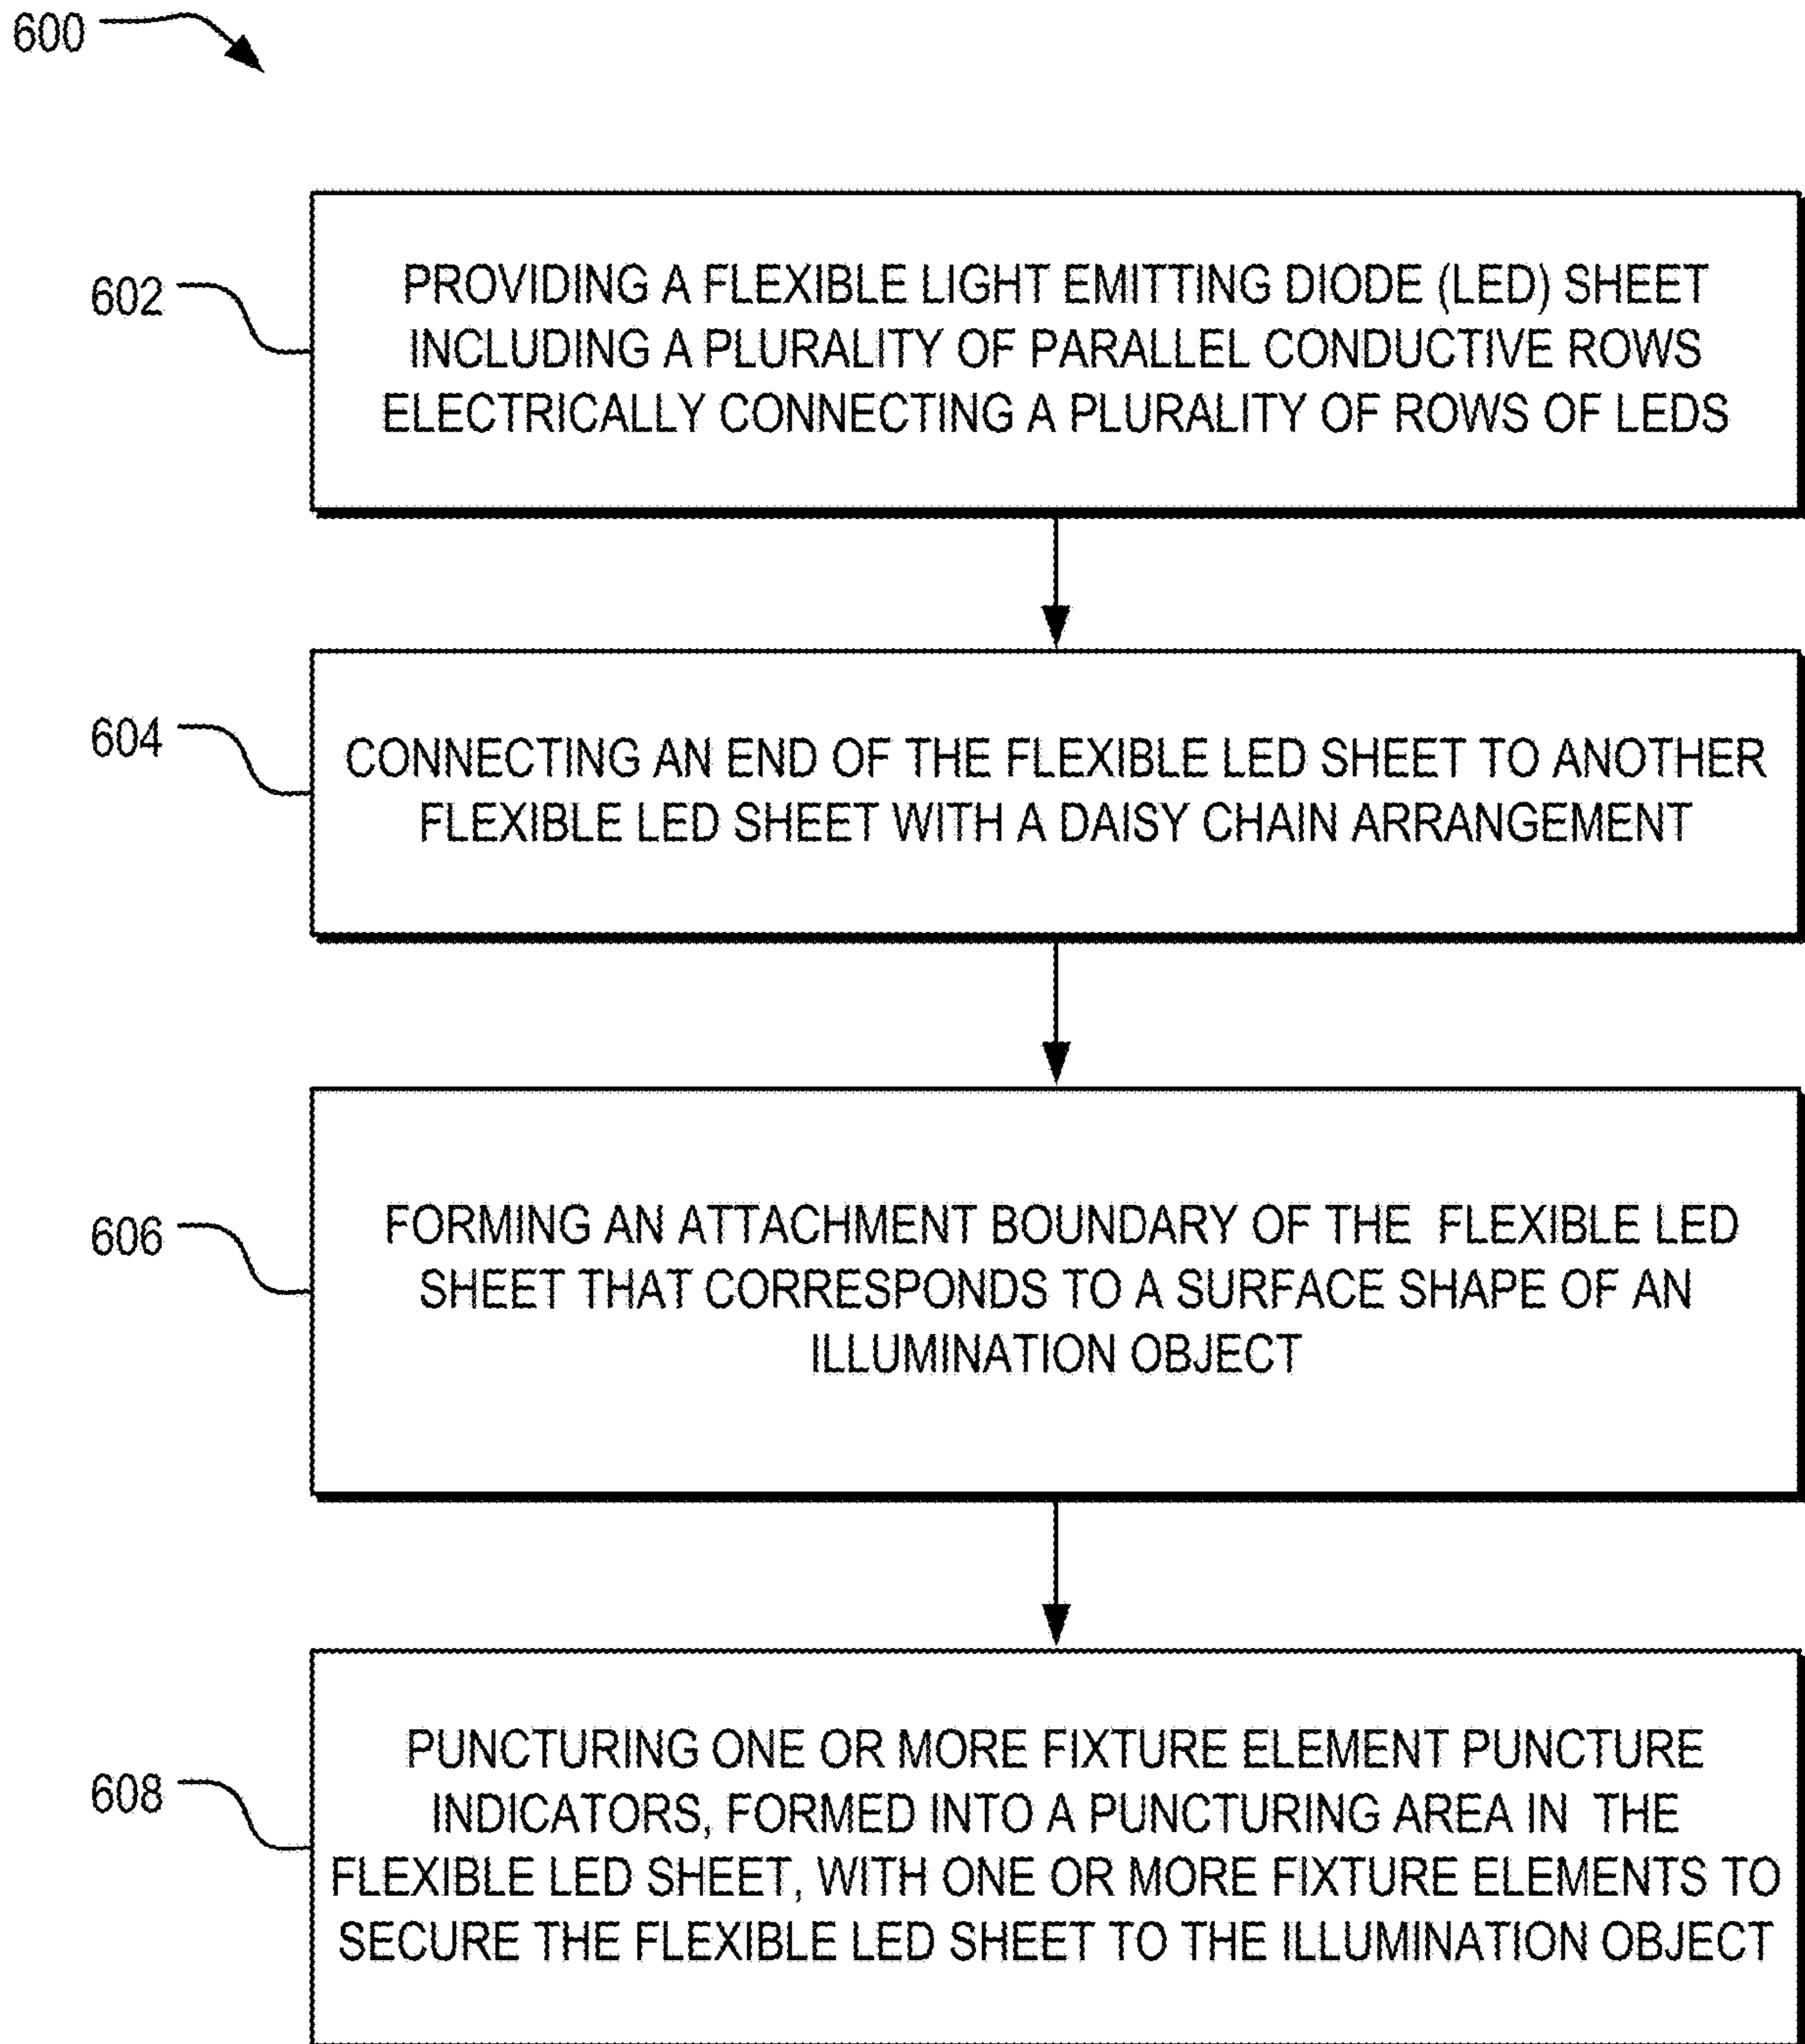 600
602
PROVIDING A FLEXIBLE LIGHT EMITTING DIODE (LED) SHEET
INCLUDING A PLURALITY OF PARALLEL CONDUCTIVE ROWS
ELECTRICALLY CONNECTING A PLURALITY OF ROWS OF LEDS
604
CONNECTING AN END OF THE FLEXIBLE LED SHEET TO ANOTHER
FLEXIBLE LED SHEET WITH A DAISY CHAIN ARRANGEMENT
606
FORMING AN ATTACHMENT BOUNDARY OF THE FLEXIBLE LED
SHEET THAT CORRESPONDS TO A SURFACE SHAPE OF AN
ILLUMINATION OBJECT
608
PUNCTURING ONE OR MORE FIXTURE ELEMENT PUNCTURE
INDICATORS, FORMED INTO A PUNCTURING AREA IN THE
FLEXIBLE LED SHEET, WITH ONE OR MORE FIXTURE ELEMENTS TO
SECURE THE FLEXIBLE LED SHEET TO THE ILLUMINATION OBJECT